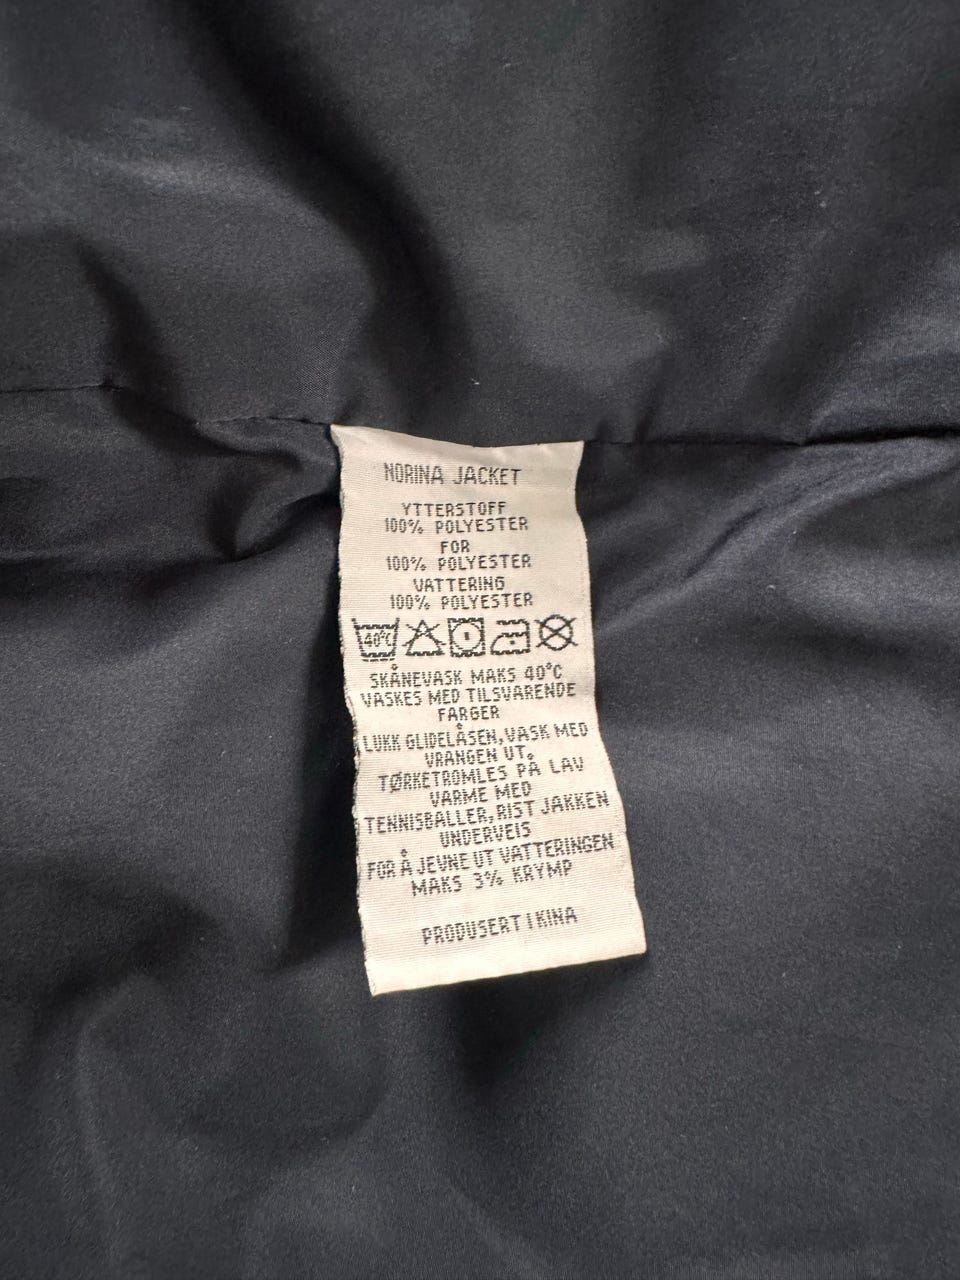 NORINA JACKET
YTTERSTOFF
100% POLYESTER
FOR
100% POLYESTER
VATTERING
100% POLYESTER
40°C
SKÅNEVASK MAKS 40°C
VASKES MED TILSVARENDE
FARGER
LUKK GLIDELÅSEN, VASK MED
VRANGEN UT.
TØRKETROMLES PÅ LAV
VARME MED
TENNISBALLER, RIST JAKKEN
UNDERVEIS
FOR Å JEVNE UT VATTERINGEN
MAKS 3% KRYMP
PRODUSERT I KINA